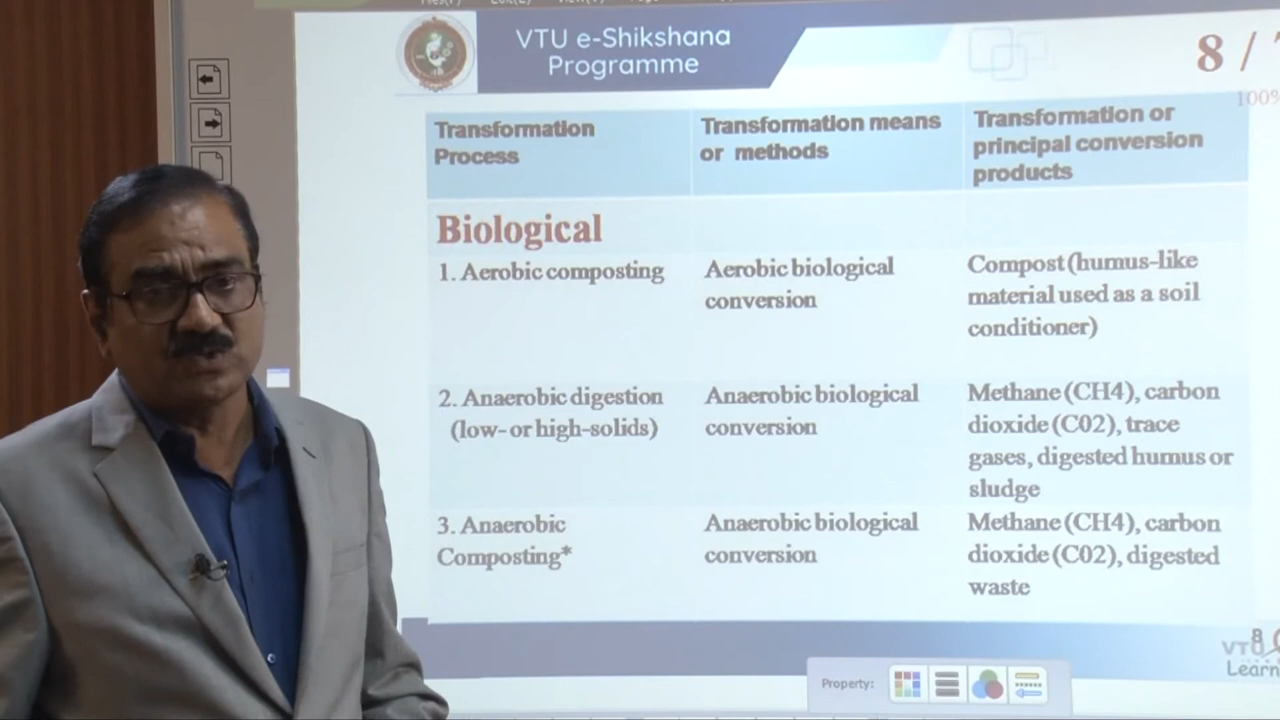 VTU e-Shikshana
Programme
8 /
100%
Transformation
Process
Transformation means
or methods
Transformation or
principal conversion
products
Biological
1. Aerobic composting
Aerobic biological
conversion
Compost (humus-like
material used as a soil
conditioner)
2. Anaerobic digestion
(low- or high-solids)
Anaerobic biological
conversion
Methane (CH4), carbon
dioxide (C02), trace
gases, digested humus or
sludge
3. Anaerobic
Composting*
Anaerobic biological
conversion
Methane (CH4), carbon
dioxide (C02), digested
waste
8
VTU
Learn
Property: